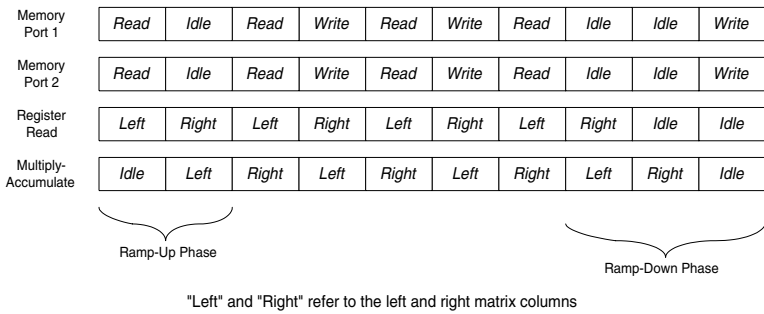 Memory
Port 1
Read Idle Read Write Read Write Read Idle Idle Write
Memory
Port 2
Read Idle Read Write Read Write Read Idle Idle Write
Register
Read
Left Right Left Right Left Right Left Right Idle Idle
Multiply-
Accumulate
Idle Left Right Left Right Left Right Left Right Idle
Ramp-Up Phase
Ramp-Down Phase
"Left" and "Right" refer to the left and right matrix columns